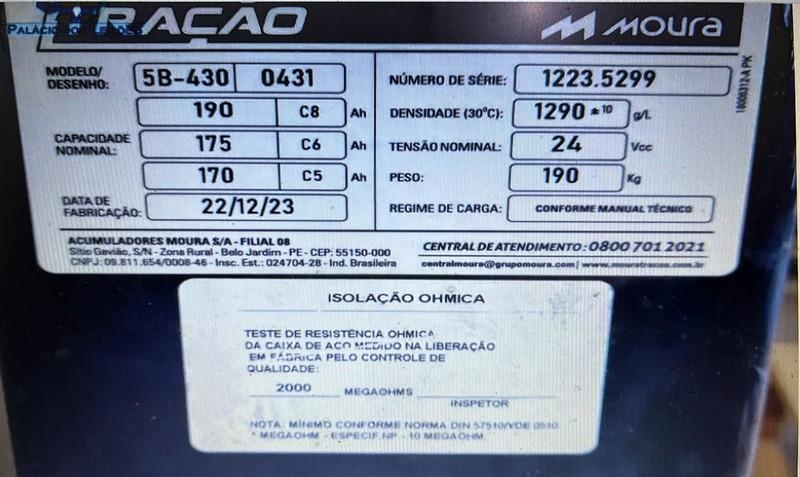 TRAÇÃO
moura
MODELO/
DESENHO: 5B-430 0431
190 C8 Ah
CAPACIDADE
NOMINAL: 175 C6 Ah
170 C5 Ah
DATA DE
FABRICAÇÃO: 22/12/23
NÚMERO DE SÉRIE: 1223.5299
DENSIDADE (30ºC): 1290 ±10 g/L
TENSÃO NOMINAL: 24 Vcc
PESO: 190 Kg
REGIME DE CARGA: CONFORME MANUAL TÉCNICO
ACUMULADORES MOURA S/A - FILIAL 08
Sítio Gavião, S/N - Zona Rural - Belo Jardim - PE - CEP: 55150-000
CNPJ: 09.811.654/0008-46 - Insc. Est.: 024704-28 - Ind. Brasileira
CENTRAL DE ATENDIMENTO: 0800 701 2021
centralmoura@grupomoura.com | www.mouratracao.com.br
ISOLAÇÃO OHMICA
TESTE DE RESISTÊNCIA OHMICA
DA CAIXA DE AÇO MEDIDO NA LIBERAÇÃO
EM FÁBRICA PELO CONTROLE DE
QUALIDADE:
2000 MEGAOHMS
INSPETOR
NOTA: MÍNIMO CONFORME NORMA DIN 57510/VDE 0510
* MEGAOHM - ESPECIF. NP - 10 MEGAOHM.